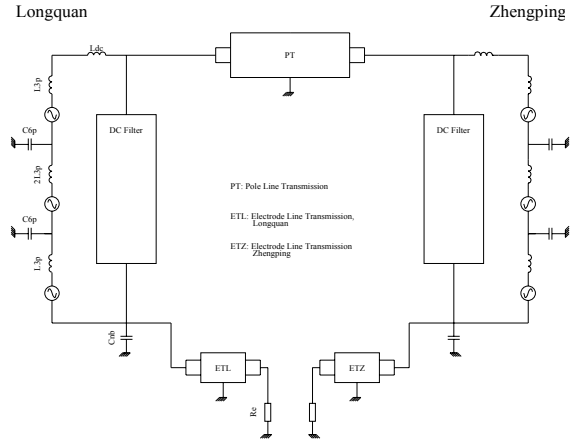 Longquan
Zhengping
Ldc
PT
L3p
C6p
DC Filter
DC Filter
2L3p
PT: Pole Line Transmission
C6p
ETL: Electrode Line Transmission,
Longquan
L3p
ETZ: Electrode Line Transmission
Zhengping
Cnb
ETL
ETZ
Re